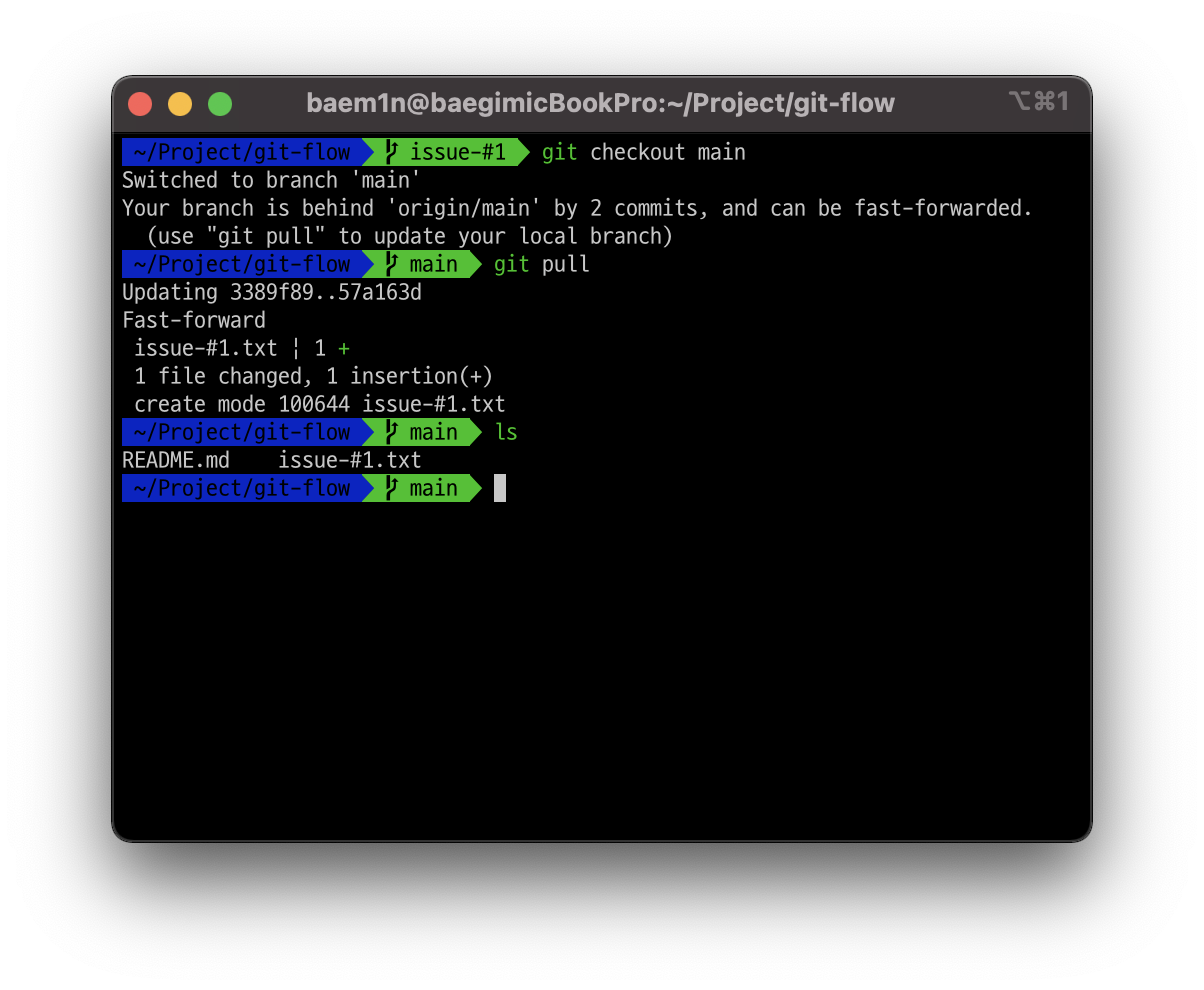 baem1n@baegimicBookPro:~/Project/git-flow ⌥⌘1
~/Project/git-flow issue-#1 git checkout main
Switched to branch 'main'
Your branch is behind 'origin/main' by 2 commits, and can be fast-forwarded.
  (use "git pull" to update your local branch)
~/Project/git-flow main git pull
Updating 3389f89..57a163d
Fast-forward
 issue-#1.txt ¦ 1 +
 1 file changed, 1 insertion(+)
 create mode 100644 issue-#1.txt
~/Project/git-flow main ls
README.md    issue-#1.txt
~/Project/git-flow main